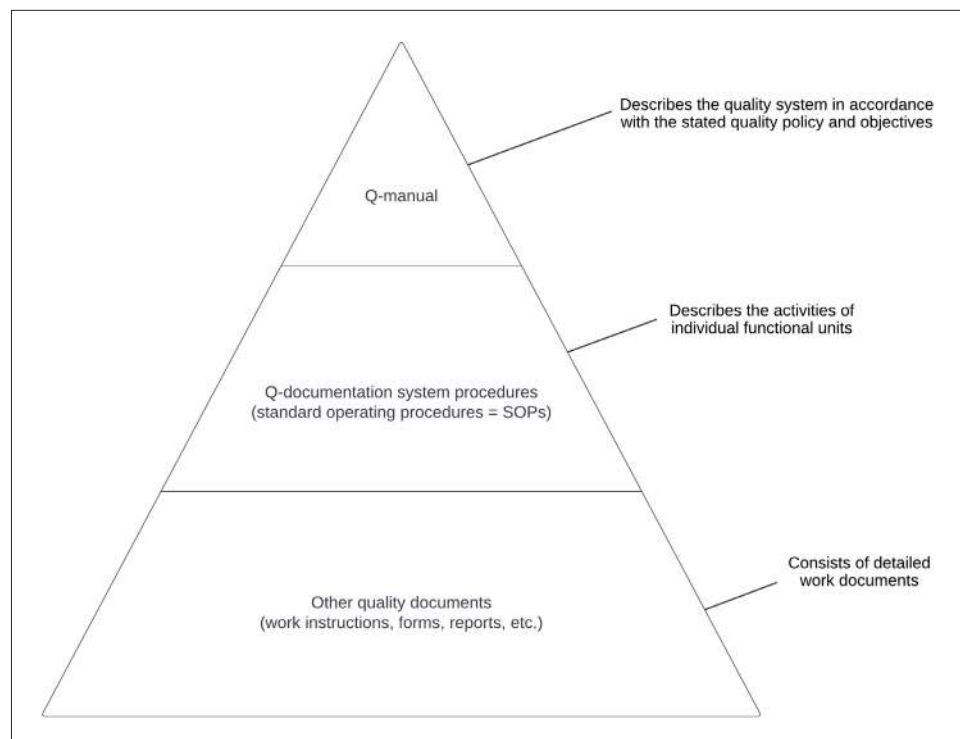 Describes the quality system in accordance
with the stated quality policy and objectives
Q-manual
Describes the activities of
individual functional units
Q-documentation system procedures
(standard operating procedures = SOPs)
Consists of detailed
work documents
Other quality documents
(work instructions, forms, reports, etc.)